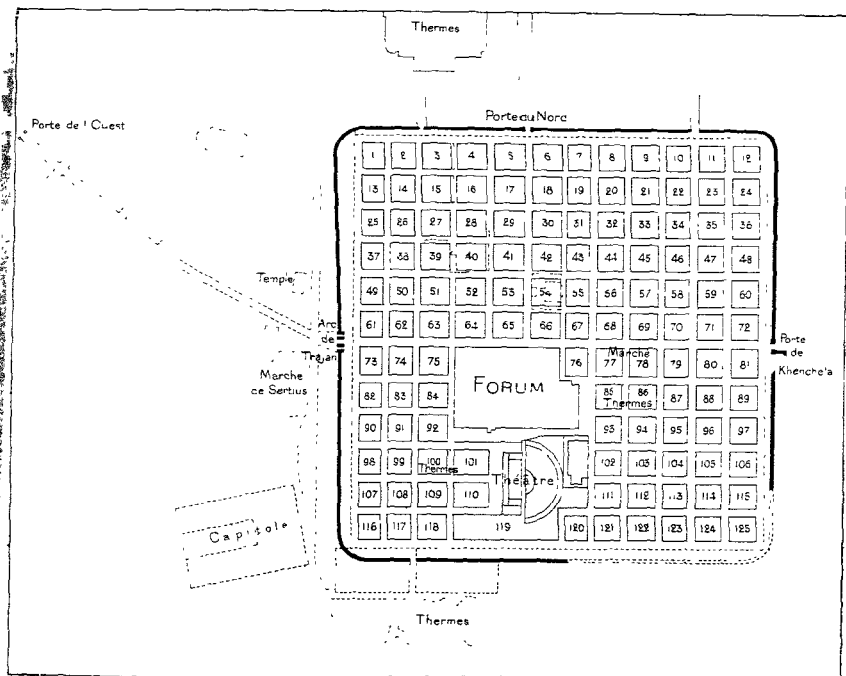 Thermes
Porte de l'Ouest
Porte au Nord
1 2 3 4 5 6 7 8 9 10 11 12
13 14 15 16 17 18 19 20 21 22 23 24
25 26 27 28 29 30 31 32 33 34 35 36
37 38 39 40 41 42 43 44 45 46 47 48
Temple
49 50 51 52 53 54 55 56 57 58 59 60
61 62 63 64 65 66 67 68 69 70 71 72
Arc
de
Trajan
Marche
de Sertius
Porte
de
Khenchela
73 74 75 76 77 78 79 80 81
Marche
FORUM
82 83 84 85 86 87 88 89
Thermes
90 91 92 93 94 95 96 97
98 99 100 101 102 103 104 105 106
Thermes
Théâtre
107 108 109 110 111 112 113 114 115
116 117 118 119 120 121 122 123 124 125
Capitole
Thermes